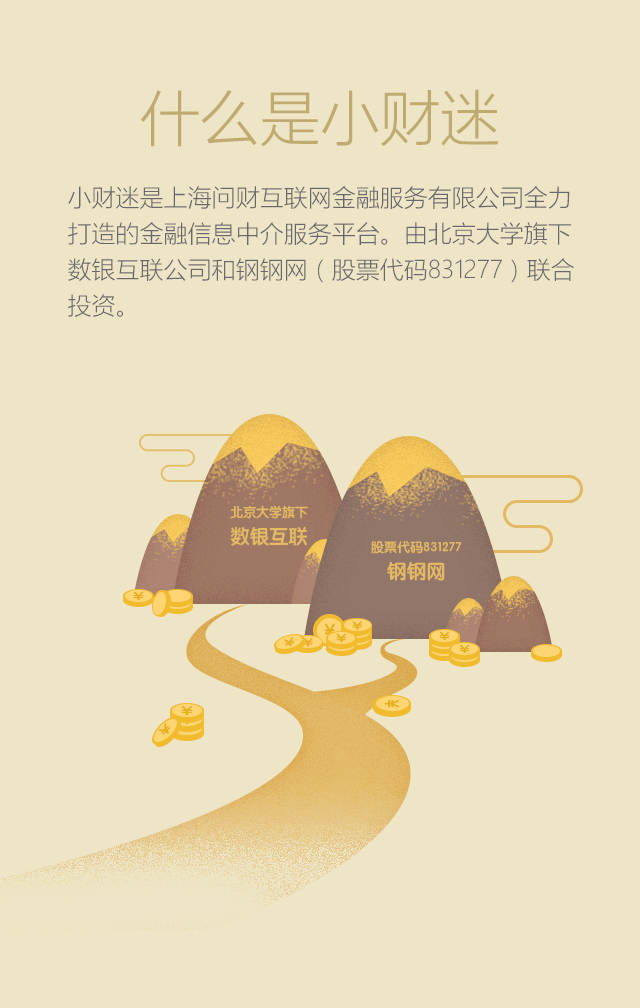 什么是小财迷
小财迷是上海问财互联网金融服务有限公司全力
打造的金融信息中介服务平台。由北京大学旗下
数银互联公司和钢钢网（股票代码831277）联合
投资。
北京大学旗下
数银互联
股票代码831277
钢钢网